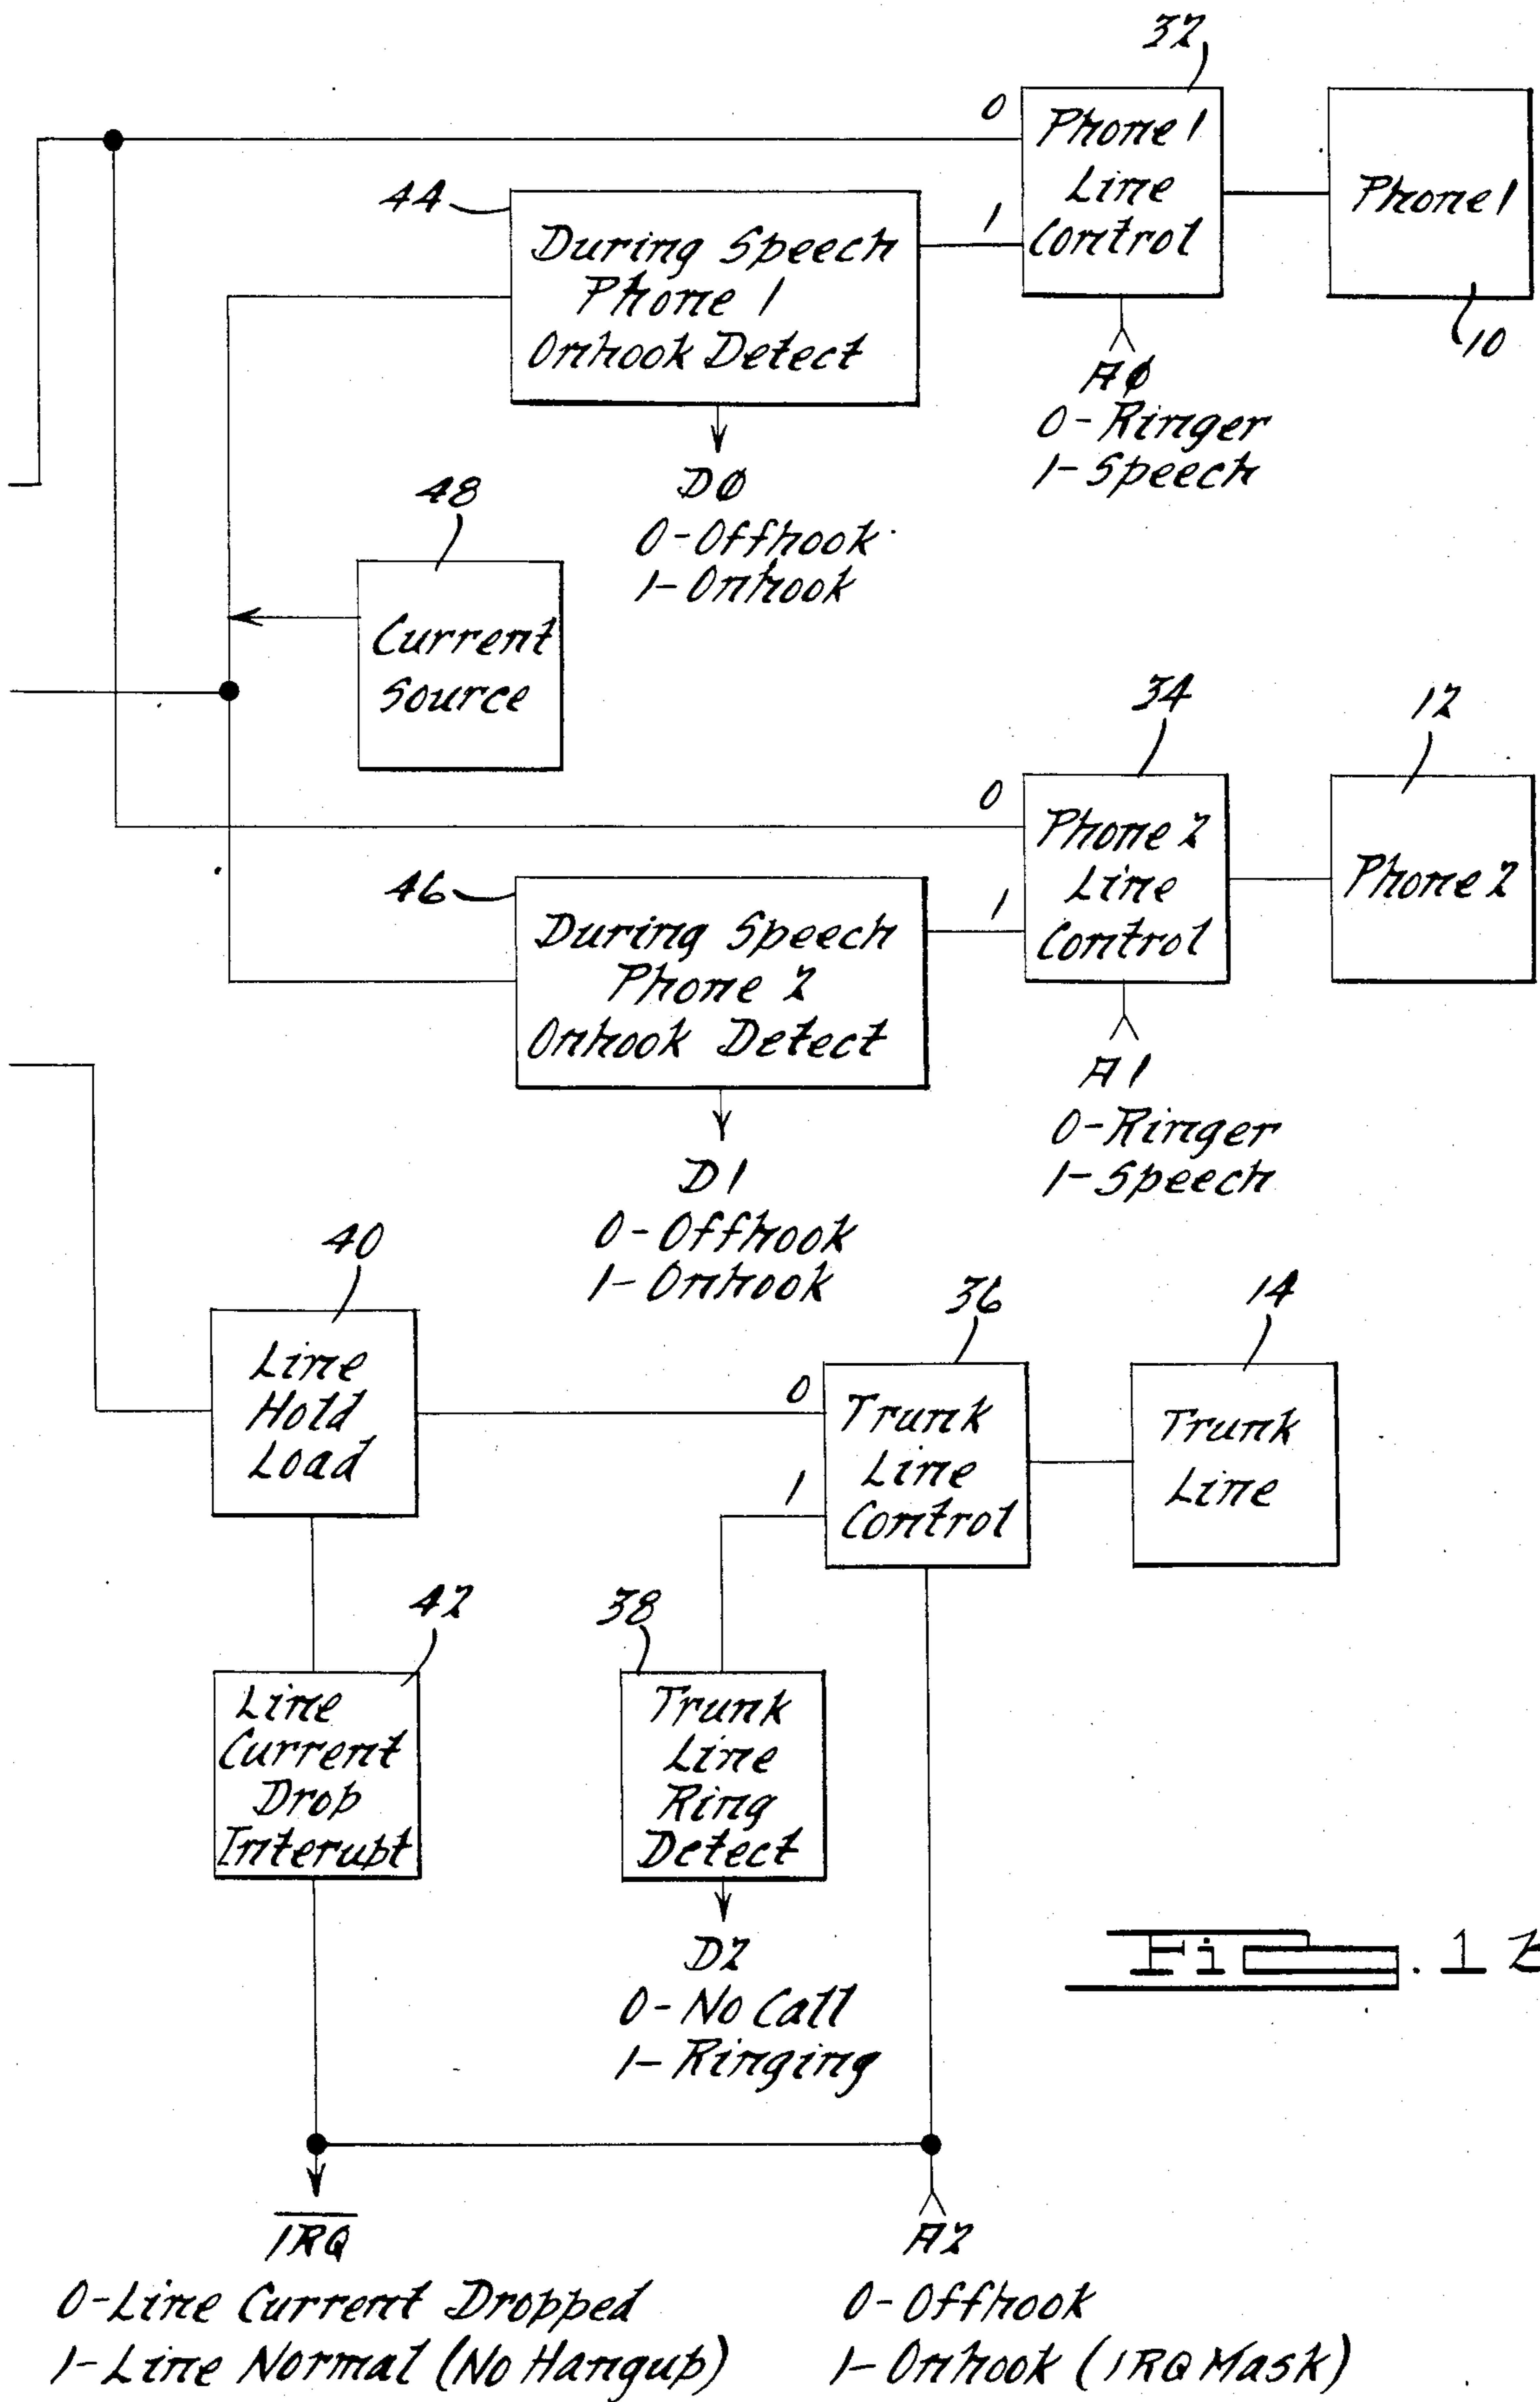 32
0
Phone 1
Line
Control
Phone 1
44
1
During Speech
Phone 1
Onhook Detect
10
AØ
0-Ringer
1-Speech
DØ
0-Offhook
1-Onhook
48
Current
Source
34
12
0
Phone 2
Line
Control
Phone 2
46
1
During Speech
Phone 2
Onhook Detect
A1
0-Ringer
1-Speech
D1
0-Offhook
1-Onhook
40
36
14
Line
Hold
Load
0
1
Trunk
Line
Control
Trunk
Line
42
38
Line
Current
Drop
Interupt
Trunk
Line
Ring
Detect
D2
0-No Call
1-Ringing
IRQ
0-Line Current Dropped
1-Line Normal (No Hangup)
A2
0-Offhook
1-Onhook (IRQ Mask)